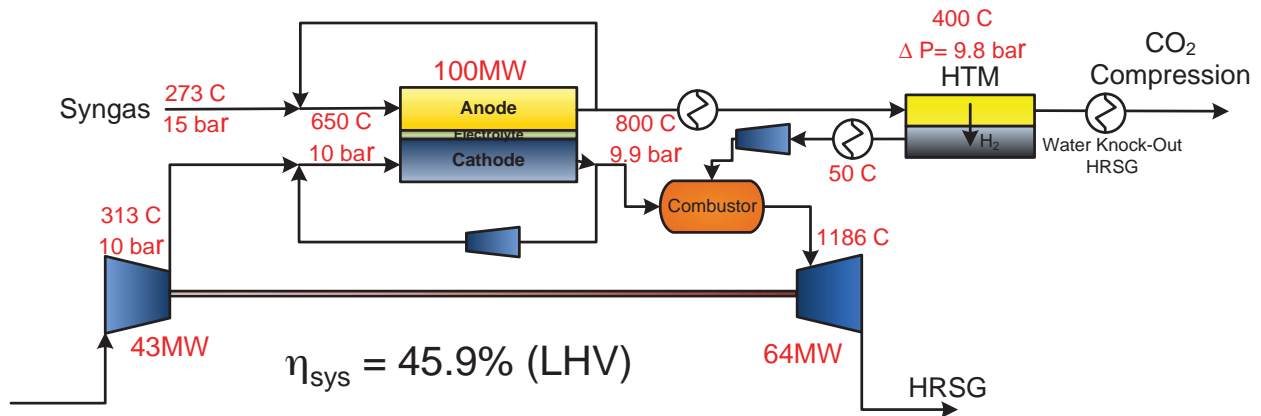 400 C
Δ P= 9.8 bar
HTM
CO2
Compression
100MW
Syngas
273 C
15 bar
Anode
Electrolyte
Cathode
650 C
10 bar
800 C
9.9 bar
H2
50 C
Water Knock-Out
HRSG
Combustor
313 C
10 bar
1186 C
43MW
ηsys = 45.9% (LHV)
64MW
HRSG